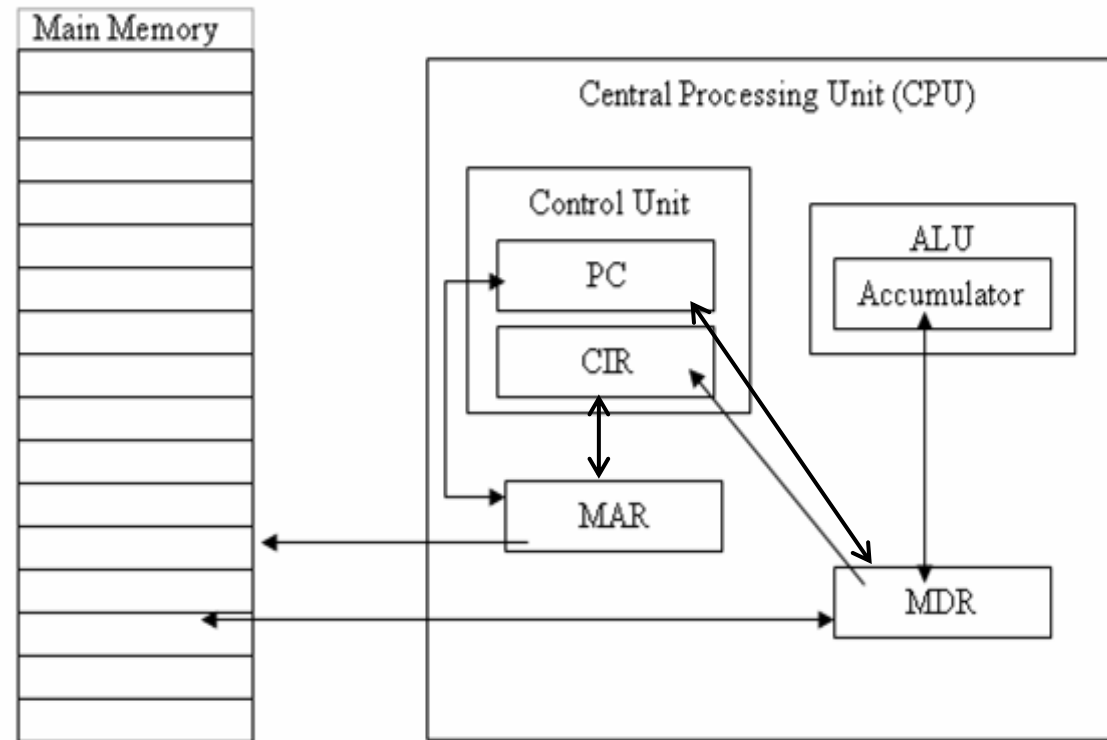 Main Memory
Central Processing Unit (CPU)
Control Unit
PC
CIR
ALU
Accumulator
MAR
MDR